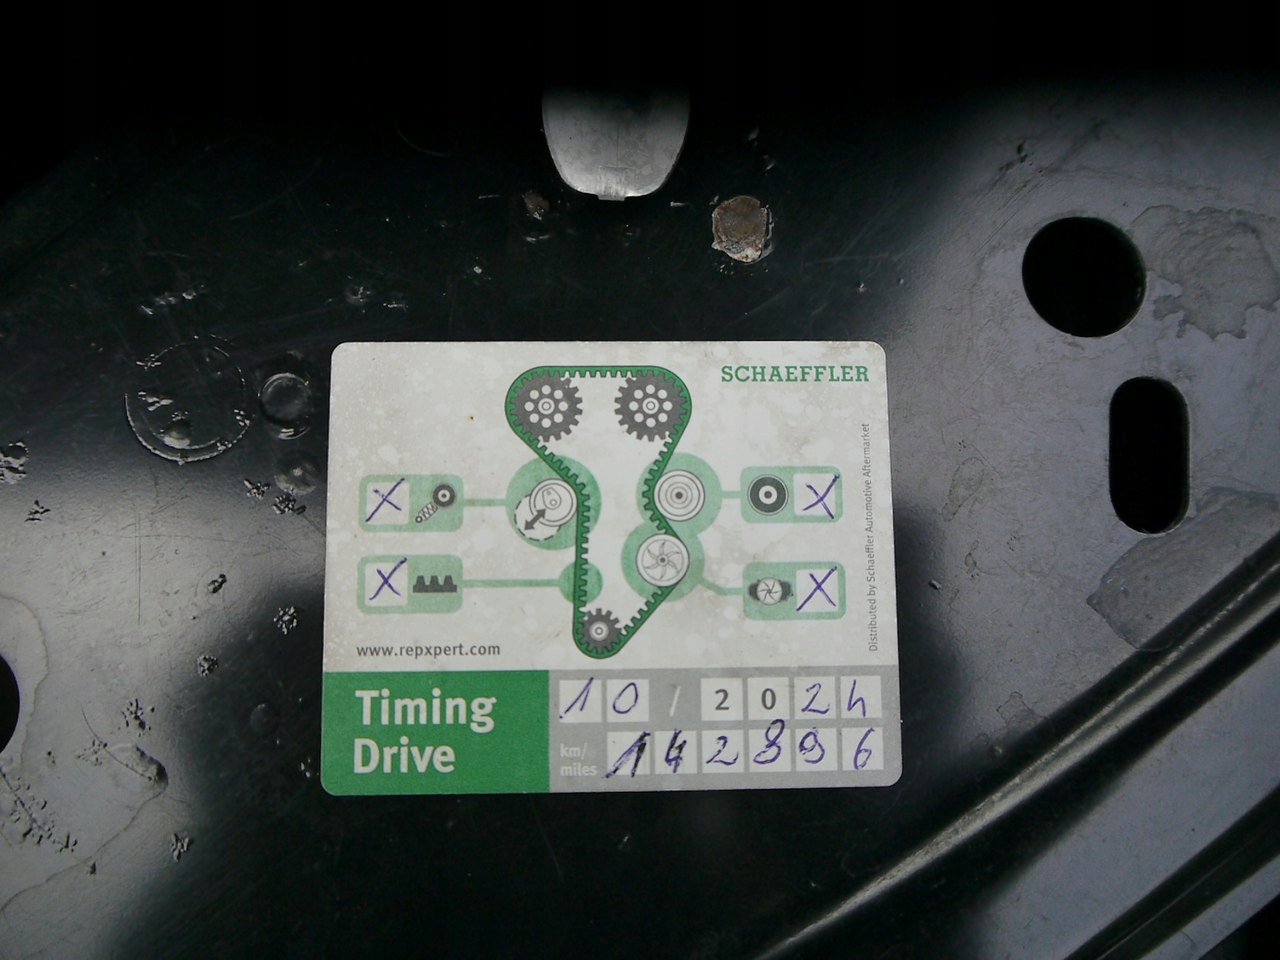 SCHAEFFLER
Distributed by Schaeffler Automotive Aftermarket
X
X
X
X
www.repxpert.com
Timing
Drive
10 / 2024
km/
miles
142896